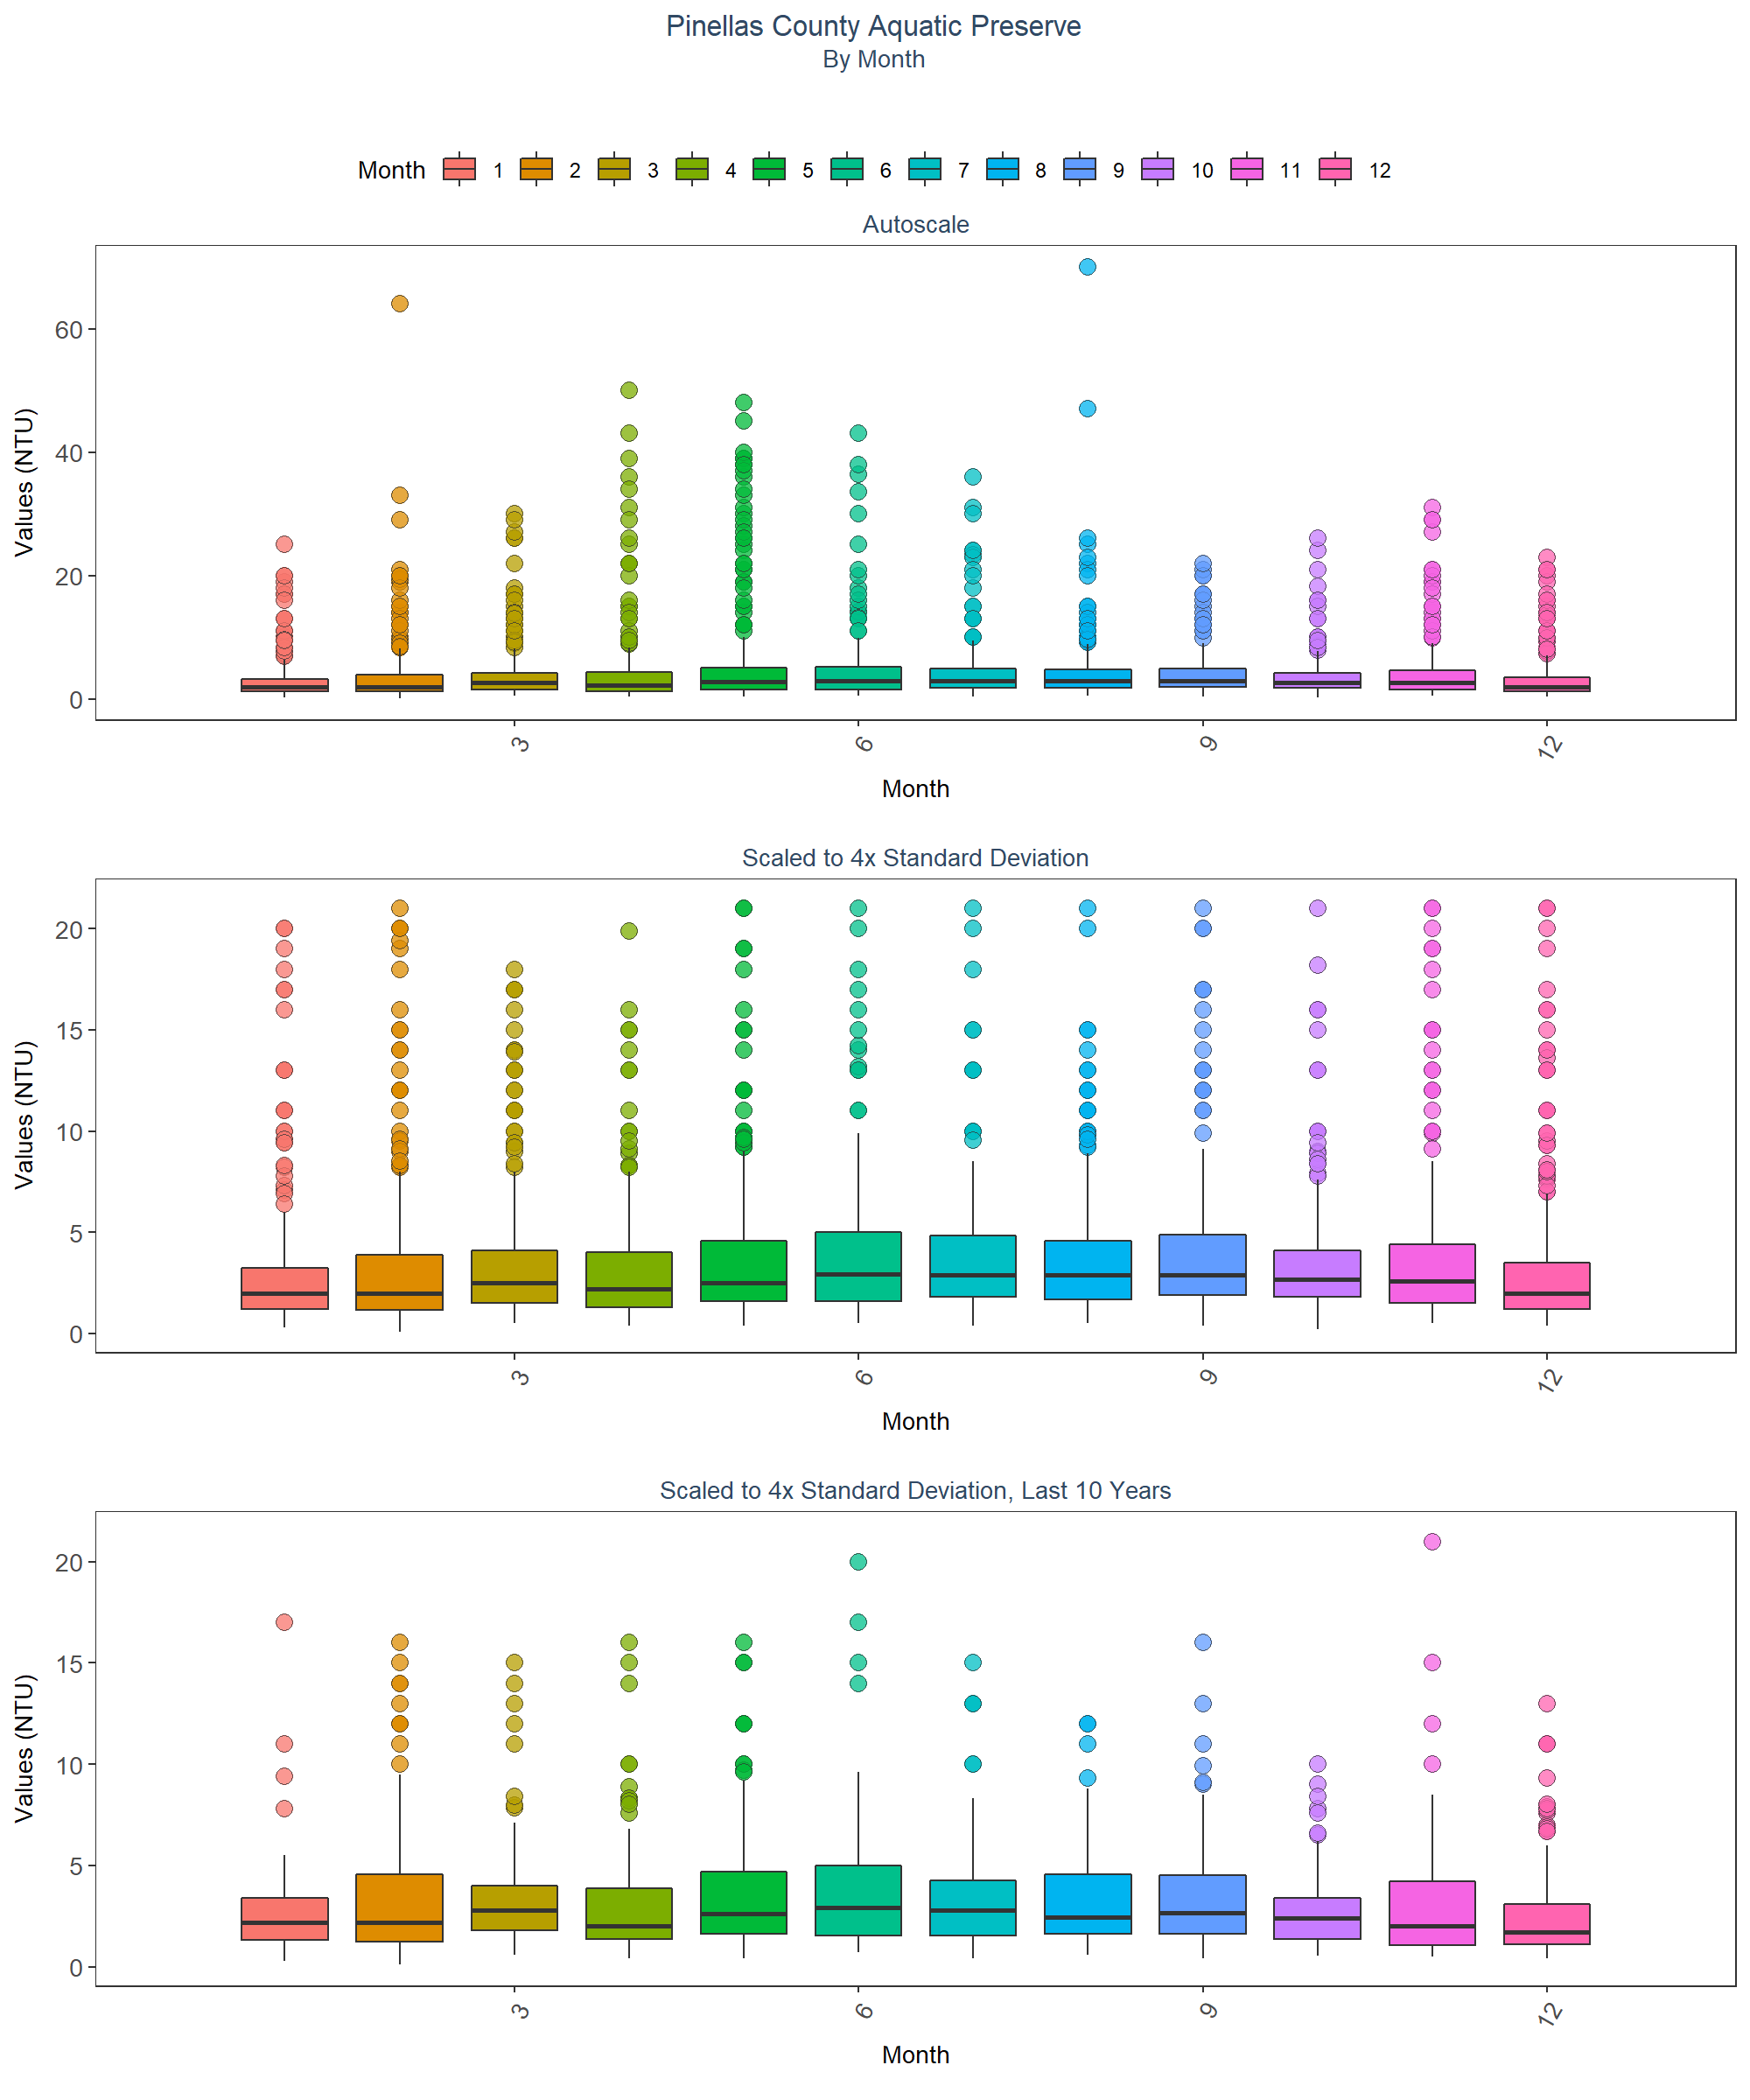 Pinellas County Aquatic Preserve
By Month
Month 1 2 3 4 5 6 7 8 9 10 11 12
Autoscale
Values (NTU)
60
40
20
0
3 6 9 12
Month
Scaled to 4x Standard Deviation
Values (NTU)
20
15
10
5
0
3 6 9 12
Month
Scaled to 4x Standard Deviation, Last 10 Years
Values (NTU)
20
15
10
5
0
3 6 9 12
Month